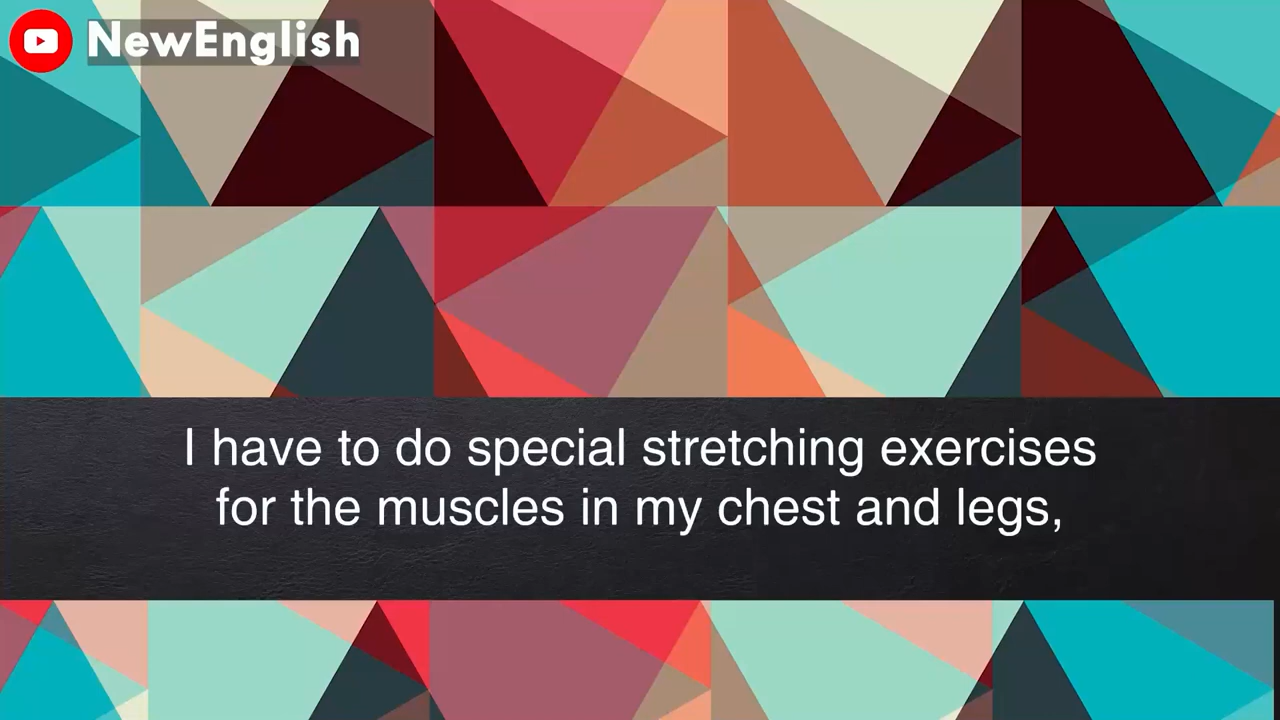 NewEnglish
I have to do special stretching exercises
for the muscles in my chest and legs,